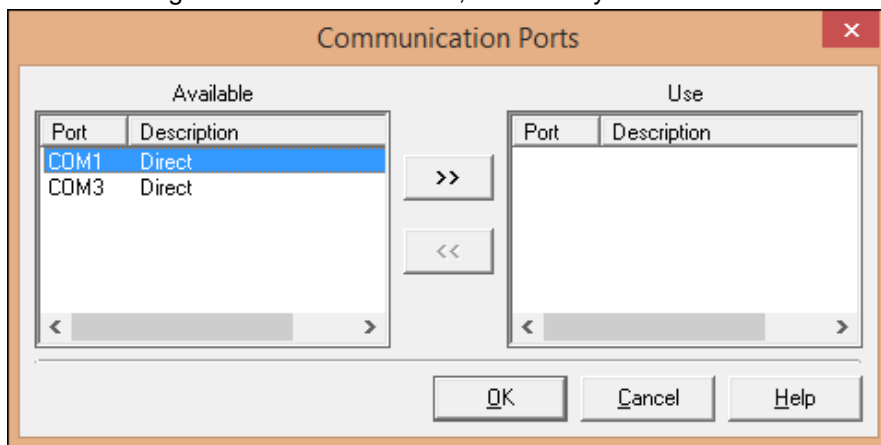 Communication Ports
Available
Use
Port Description
Port Description
COM1 Direct
COM3 Direct
>>
<<
OK
Cancel
Help